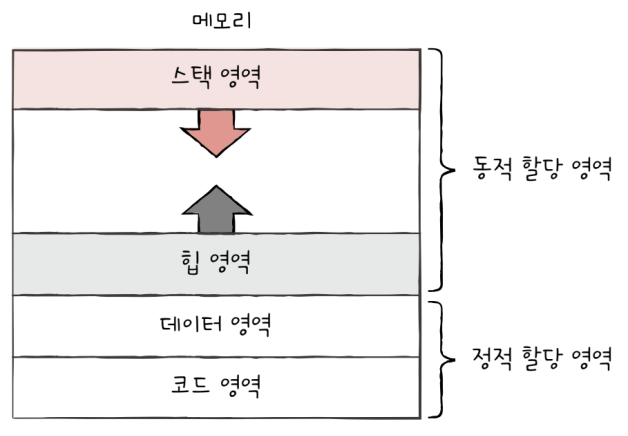 메모리
스택 영역
동적 할당 영역
힙 영역
데이터 영역
정적 할당 영역
코드 영역